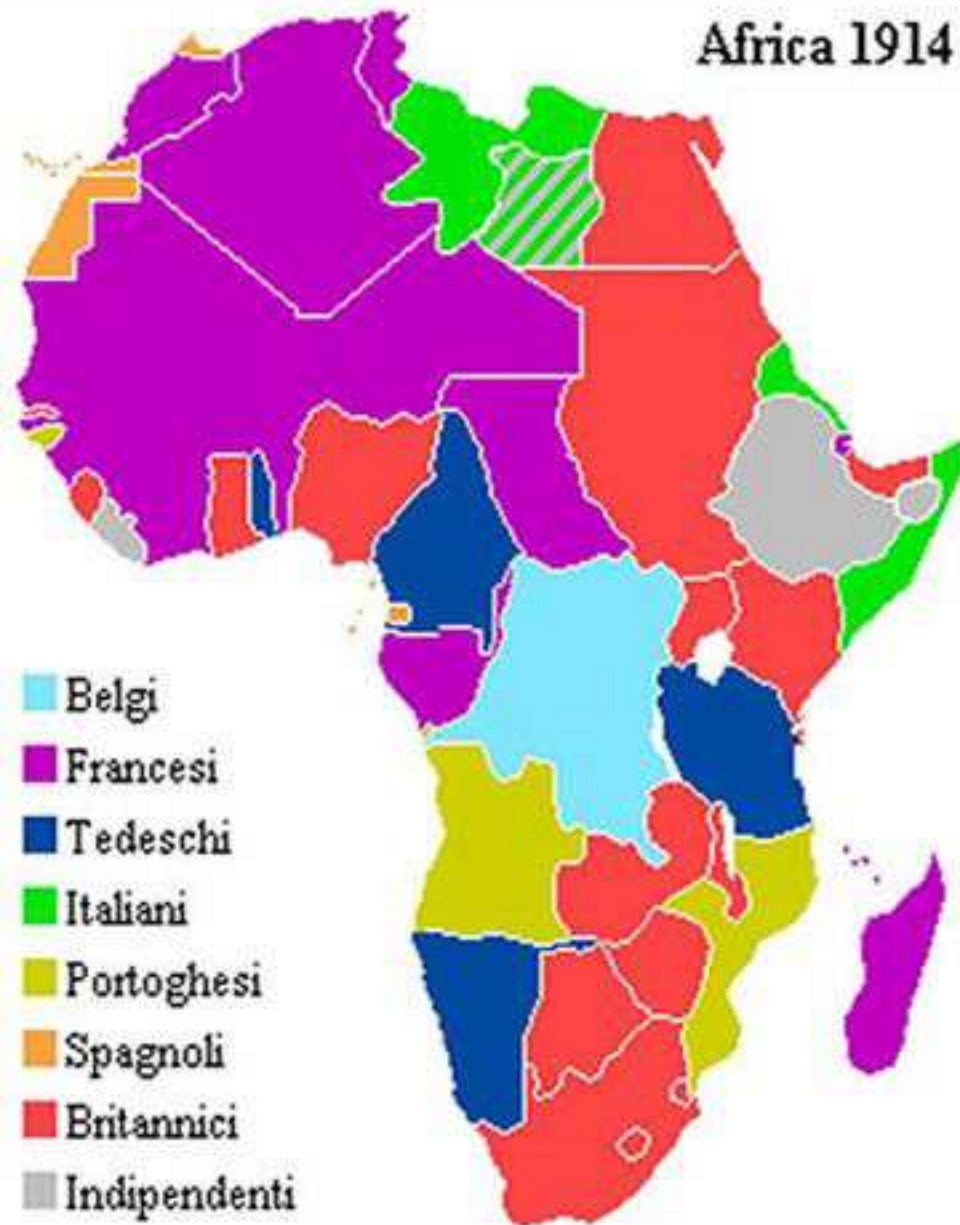 Africa 1914
Belgi
Francesi
Tedeschi
Italiani
Portoghesi
Spagnoli
Britannici
Indipendenti